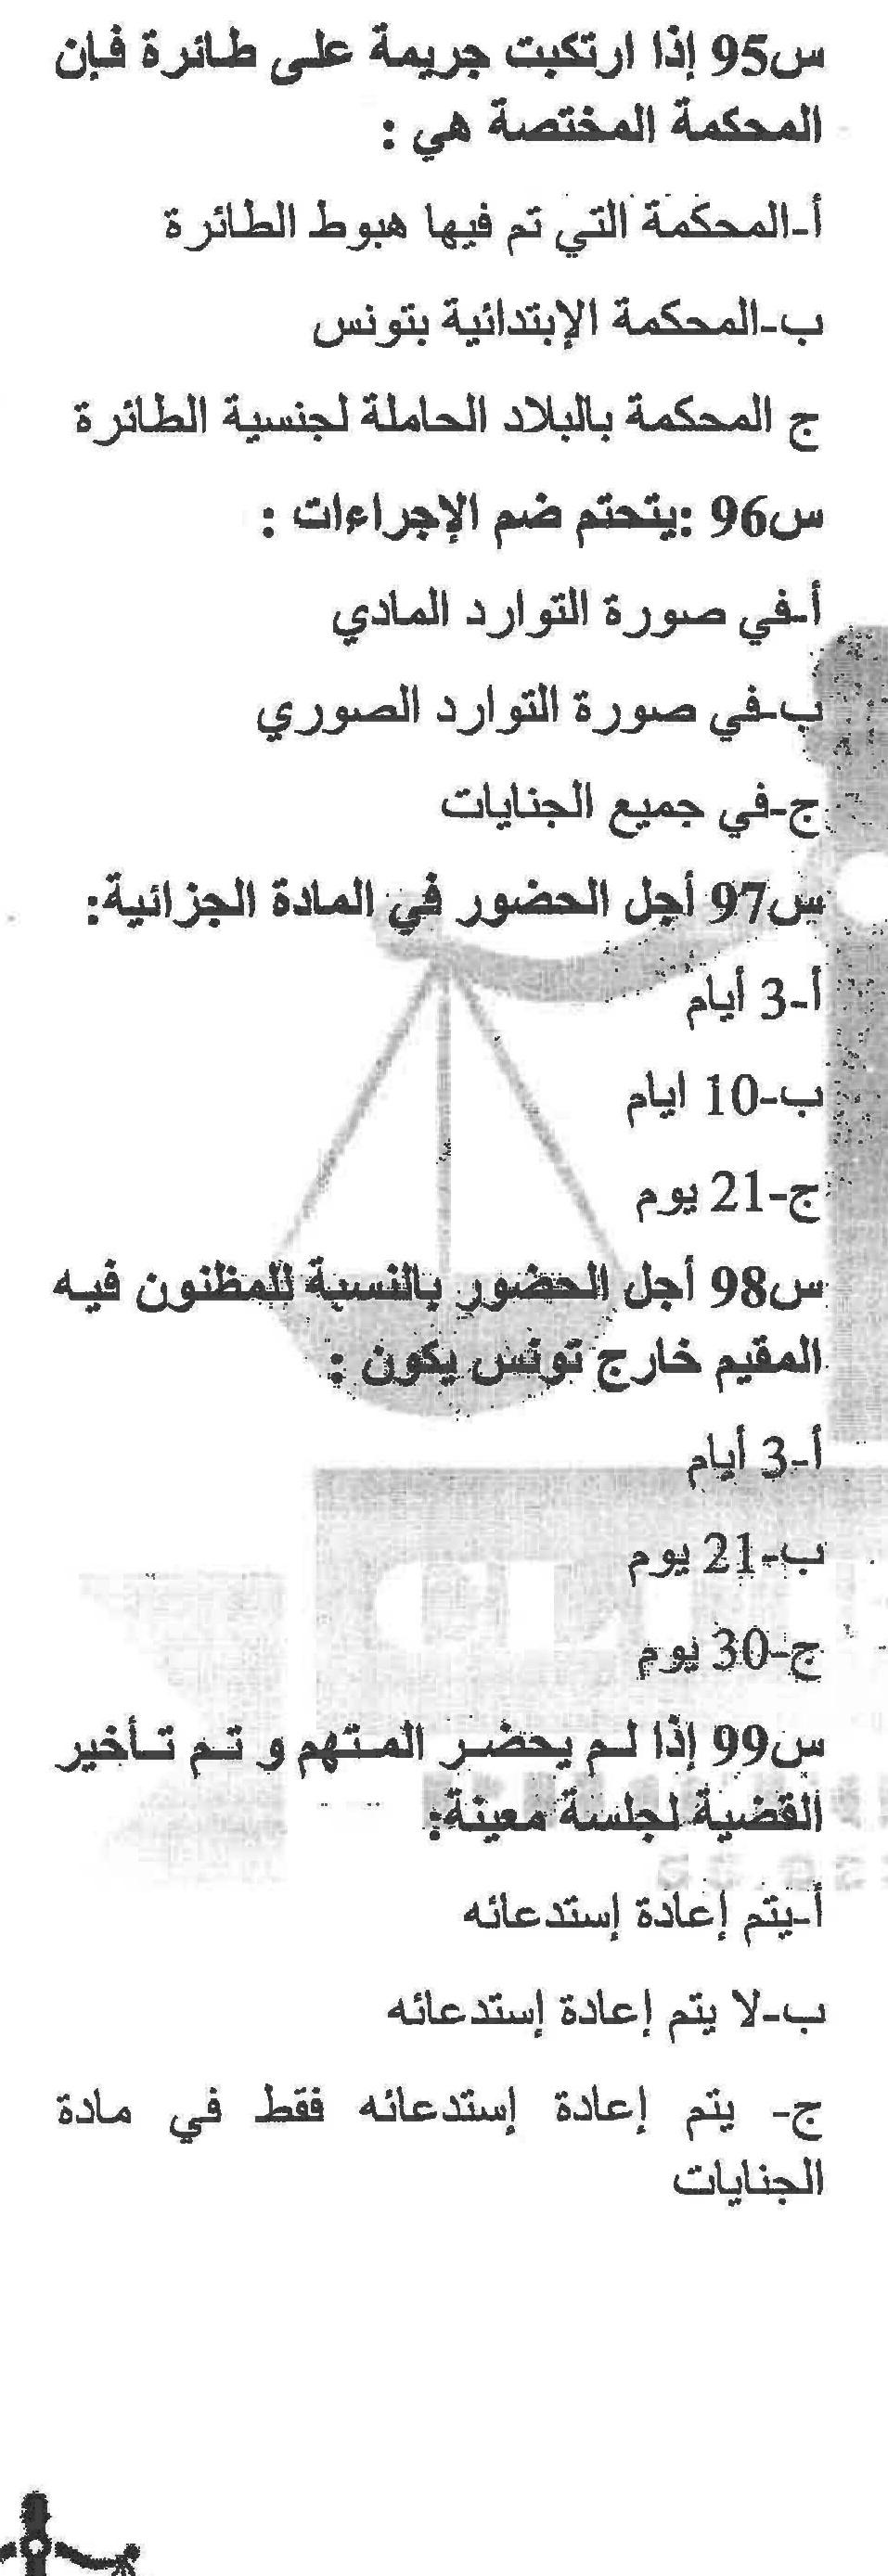 س95 إذا ارتكبت جريمة على طائرة فإن
المحكمة المختصة هي :
أ-المحكمة التي تم فيها هبوط الطائرة
ب-المحكمة الإبتدائية بتونس
ج المحكمة بالبلاد الحاملة لجنسية الطائرة
س96 :يتحتم ضم الإجراءات :
أ-في صورة التوارد المادي
ب-في صورة التوارد الصوري
ج-في جميع الجنايات
س97 أجل الحضور في المادة الجزائية:
أ-3 أيام
ب-10 ايام
ج-21 يوم
س98 أجل الحضور بالنسبة للمظنون فيه
المقيم خارج تونس يكون :
أ-3 أيام
ب-21 يوم
ج-30 يوم
س99 إذا لم يحضر المتهم و تم تأخير
القضية لجلسة معينة:
أ-يتم إعادة إستدعائه
ب-لا يتم إعادة إستدعائه
ج- يتم إعادة إستدعائه فقط في مادة
الجنايات